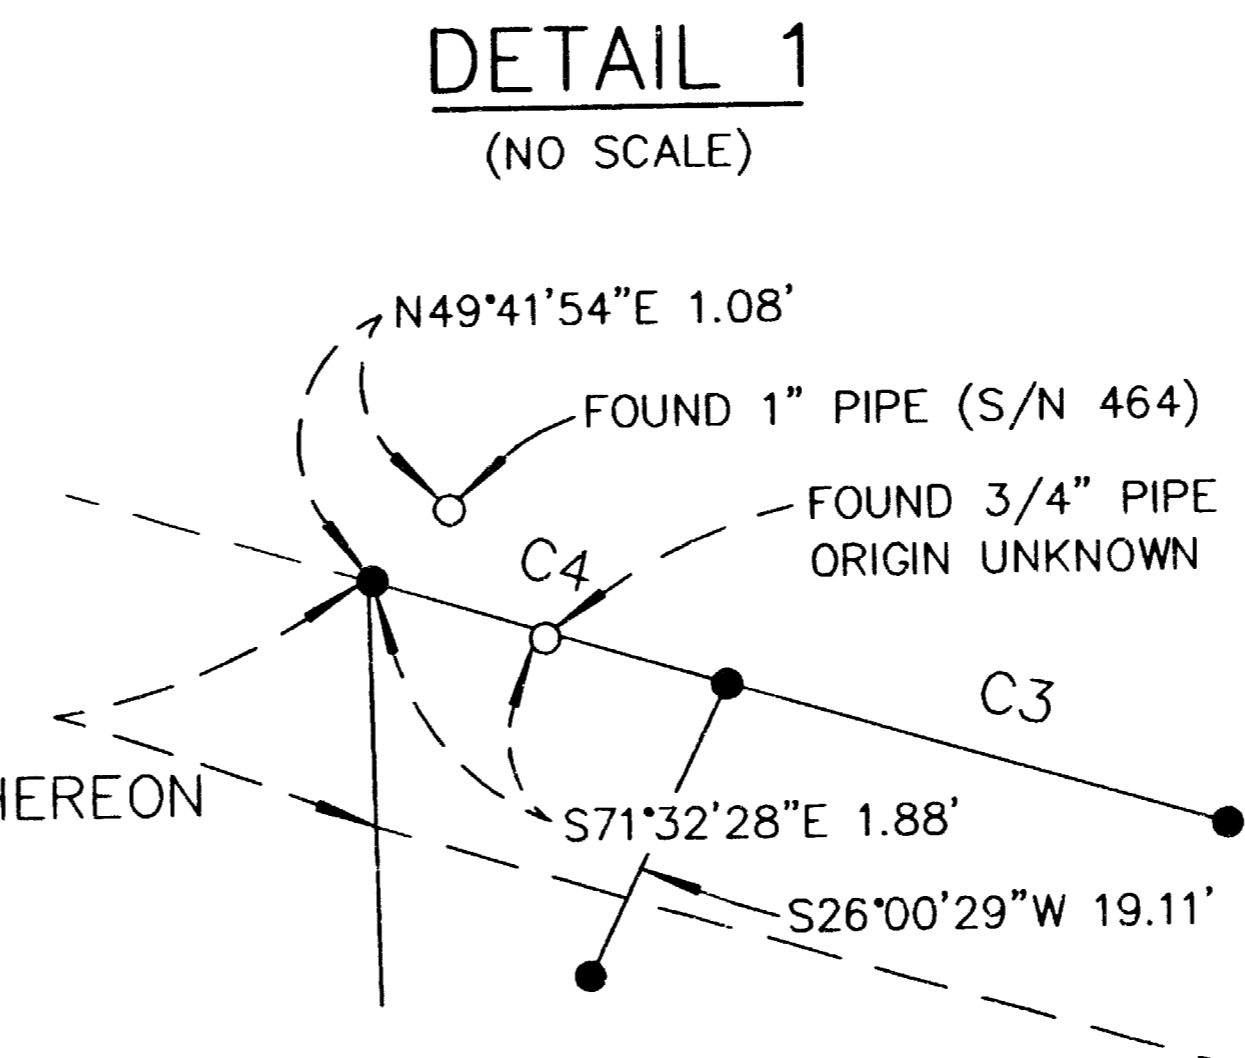 DETAIL 1
(NO SCALE)
N49°41'54"E 1.08'
FOUND 1" PIPE (S/N 464)
FOUND 3/4" PIPE
ORIGIN UNKNOWN
C4
C3
HEREON
S71°32'28"E 1.88'
S26°00'29"W 19.11'